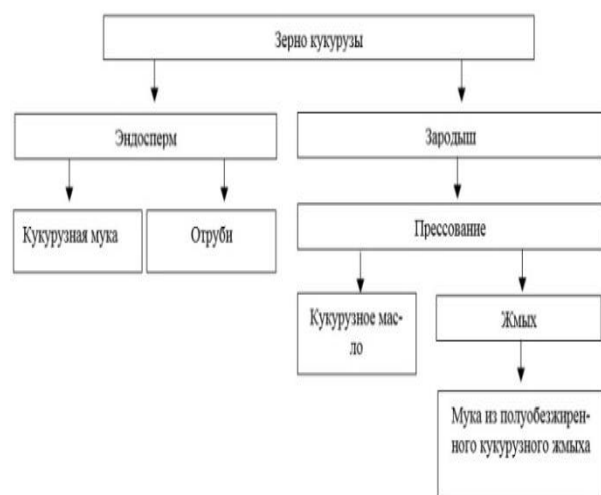 Зерно кукурузы
Эндосперм
Зародыш
Кукурузная мука
Отруби
Прессование
Кукурузное мас-
ло
Жмых
Мука из полуобезжирен-
ного кукурузного жмыха